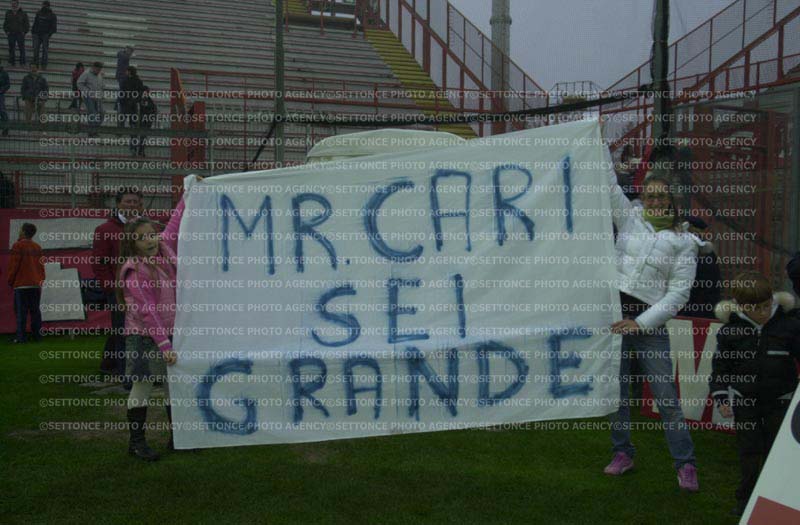 MR. CARI
SEI
GRANDE
©SETTONCE PHOTO AGENCY